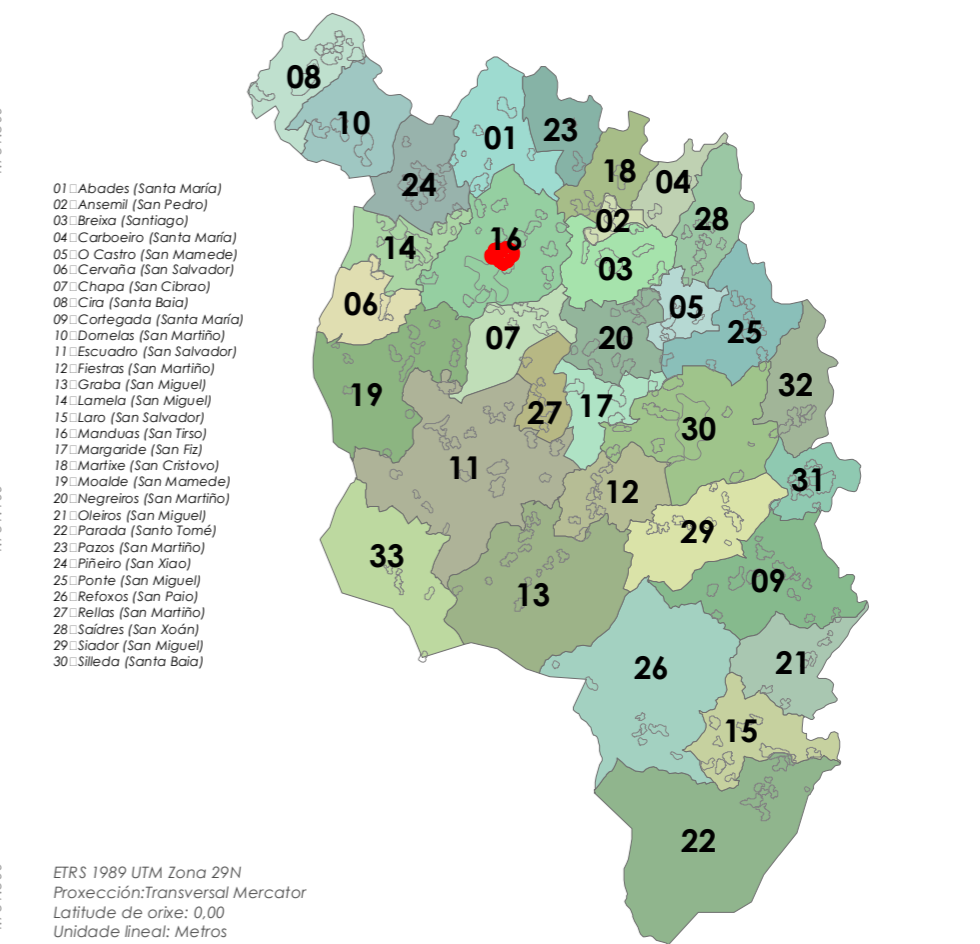 01 Abades (Santa María)
02 Ansemil (San Pedro)
03 Breixa (Santiago)
04 Carboeiro (Santa María)
05 O Castro (San Mamede)
06 Cervaña (San Salvador)
07 Chapa (San Cibrao)
08 Cira (Santa Baia)
09 Cortegada (Santa María)
10 Dornelas (San Martiño)
11 Escuadro (San Salvador)
12 Fiestras (San Martiño)
13 Graba (San Miguel)
14 Lamela (San Miguel)
15 Laro (San Salvador)
16 Manduas (San Tirso)
17 Margaride (San Fiz)
18 Martixe (San Cristovo)
19 Moalde (San Mamede)
20 Negreiros (San Martiño)
21 Oleiros (San Miguel)
22 Parada (Santo Tomé)
23 Pazos (San Martiño)
24 Piñeiro (San Xiao)
25 Ponte (San Miguel)
26 Refoxos (San Paio)
27 Rellas (San Martiño)
28 Saídres (San Xoán)
29 Siador (San Miguel)
30 Silleda (Santa Baia)
08
10
01
23
24
18
04
02
28
14
16
03
06
05
07
20
25
19
27
17
32
30
11
12
31
29
33
13
09
26
21
15
22
ETRS 1989 UTM Zona 29N
Proxección:Transversal Mercator
Latitude de orixe: 0,00
Unidade lineal: Metros